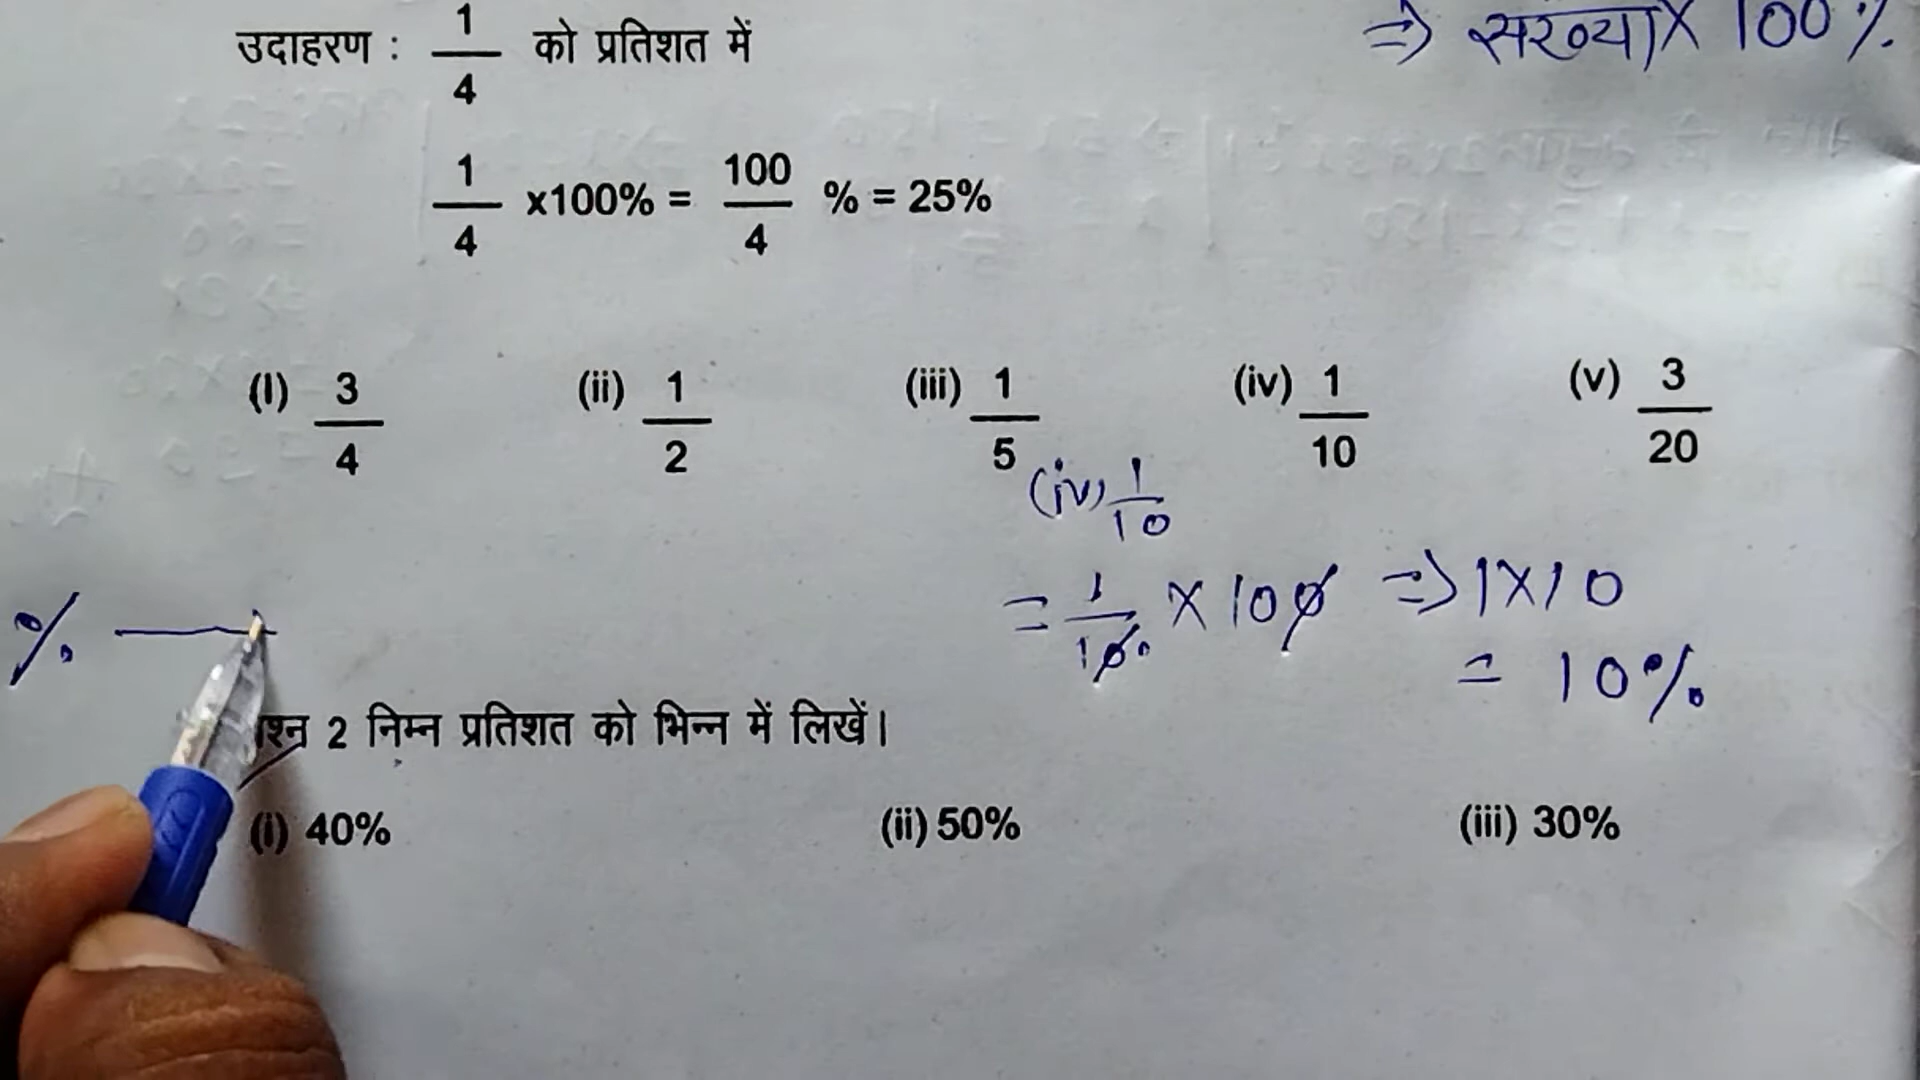 ⇒ संख्या × 100%
उदाहरण : 1/4 को प्रतिशत में
1/4 x100% = 100/4 % = 25%
(I) 3/4 (ii) 1/2 (iii) 1/5 (iv) 1/10 (v) 3/20
(iv) 1/10
= 1/10 × 100 ⇒ 1×10
= 10%
%
2 निम्न प्रतिशत को भिन्न में लिखें।
(i) 40% (ii) 50% (iii) 30%